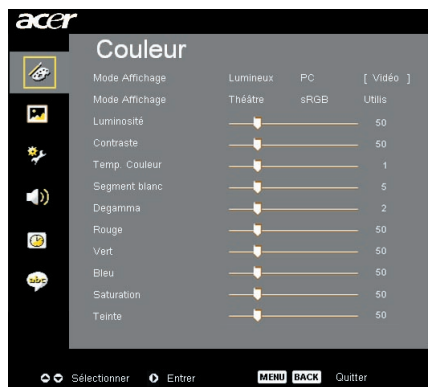 acer
Couleur
Mode Affichage Lumineux PC [ Vidéo ]
Mode Affichage Théâtre sRGB Utilis
Luminosité 50
Contraste 50
Temp. Couleur 1
Segment blanc 5
Degamma 2
Rouge 50
Vert 50
Bleu 50
Saturation 50
Teinte 50
abc
Sélectionner Entrer MENU BACK Quitter